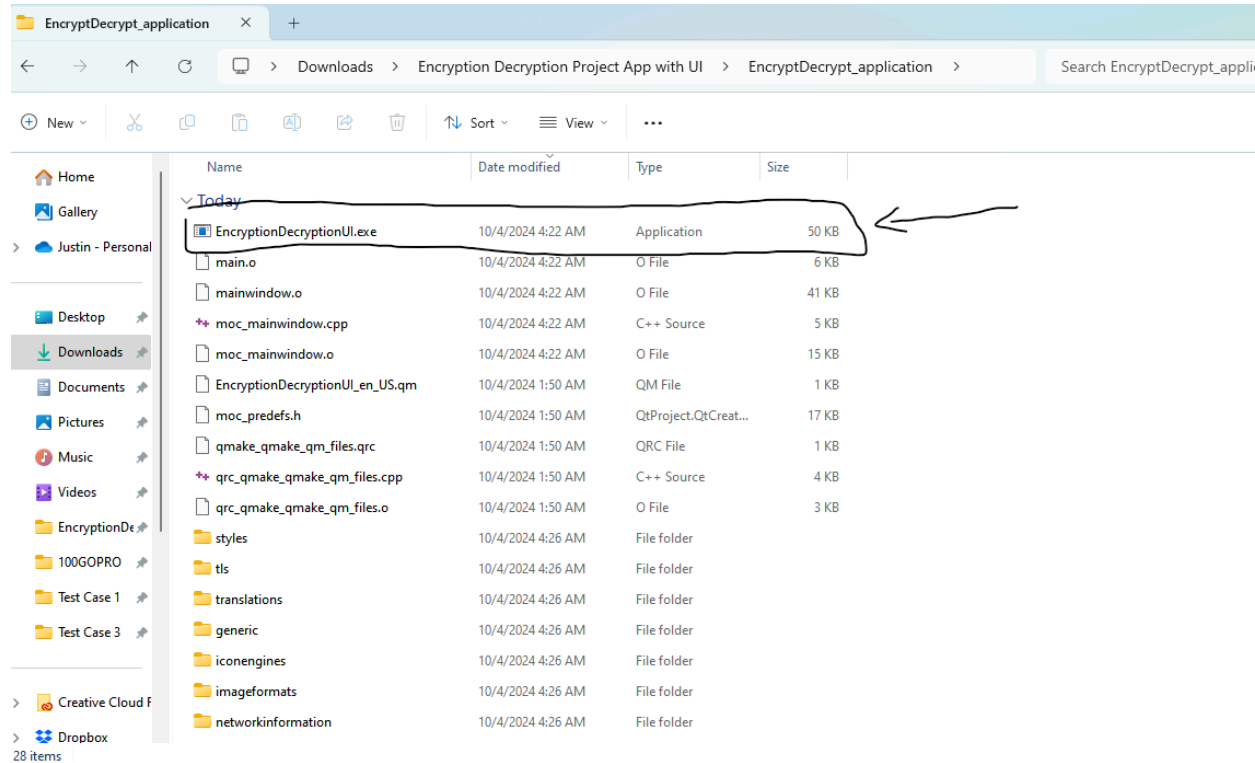 EncryptDecrypt_application
Downloads > Encryption Decryption Project App with UI > EncryptDecrypt_application >
Search EncryptDecrypt_appli
New
Sort
View
Home
Gallery
Justin - Personal
Desktop
Downloads
Documents
Pictures
Music
Videos
EncryptionDe
100GOPRO
Test Case 1
Test Case 3
Creative Cloud F
Dropbox
Name Date modified Type Size
Today
EncryptionDecryptionUI.exe 10/4/2024 4:22 AM Application 50 KB
main.o 10/4/2024 4:22 AM O File 6 KB
mainwindow.o 10/4/2024 4:22 AM O File 41 KB
moc_mainwindow.cpp 10/4/2024 4:22 AM C++ Source 5 KB
moc_mainwindow.o 10/4/2024 4:22 AM O File 15 KB
EncryptionDecryptionUI_en_US.qm 10/4/2024 1:50 AM QM File 1 KB
moc_predefs.h 10/4/2024 1:50 AM QtProject.QtCreat... 17 KB
qmake_qmake_qm_files.qrc 10/4/2024 1:50 AM QRC File 1 KB
qrc_qmake_qmake_qm_files.cpp 10/4/2024 1:50 AM C++ Source 4 KB
qrc_qmake_qmake_qm_files.o 10/4/2024 1:50 AM O File 3 KB
styles 10/4/2024 4:26 AM File folder
tls 10/4/2024 4:26 AM File folder
translations 10/4/2024 4:26 AM File folder
generic 10/4/2024 4:26 AM File folder
iconengines 10/4/2024 4:26 AM File folder
imageformats 10/4/2024 4:26 AM File folder
networkinformation 10/4/2024 4:26 AM File folder
28 items